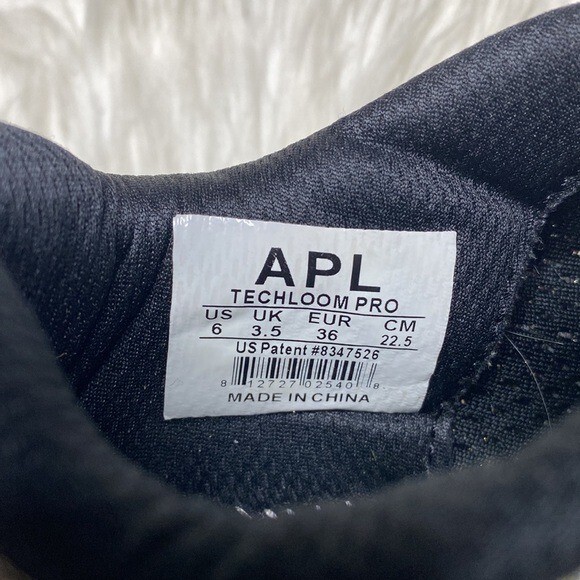 APL
TECHLOOM PRO
US UK EUR CM
6 3.5 36 22.5
US Patent #8347526
8 12727 02540 8
MADE IN CHINA